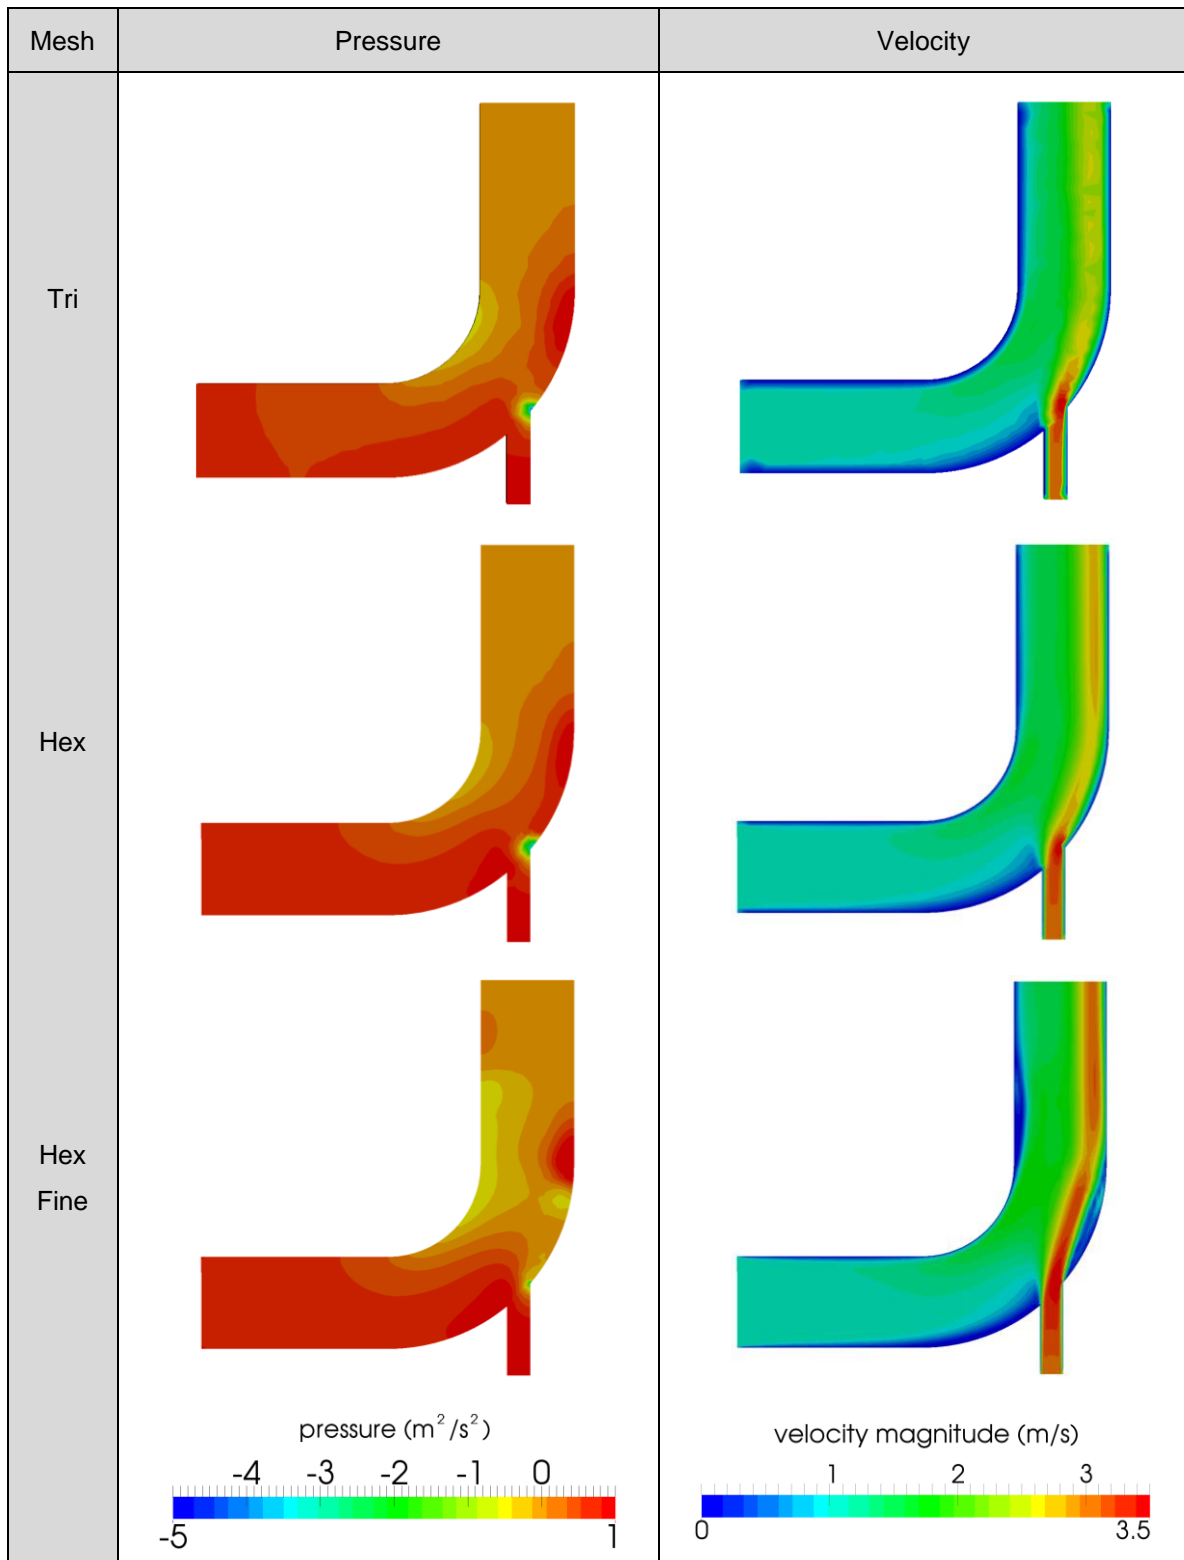 Mesh
Pressure
Velocity
Tri
Hex
Hex
Fine
pressure (m²/s²)
-4 -3 -2 -1 0
-5 1
velocity magnitude (m/s)
1 2 3
0 3.5